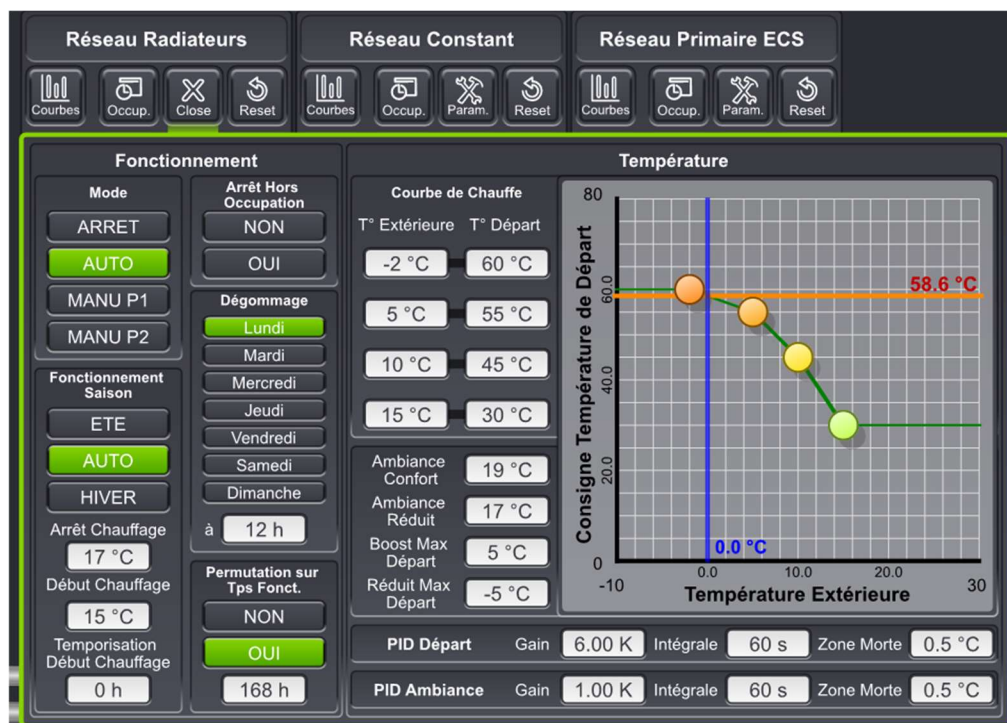 Réseau Radiateurs
Réseau Constant
Réseau Primaire ECS
Courbes Occup. Close Reset
Courbes Occup. Param. Reset
Courbes Occup. Param. Reset
Fonctionnement
Mode
ARRET
AUTO
MANU P1
MANU P2
Fonctionnement
Saison
ETE
AUTO
HIVER
Arrêt Chauffage
17 °C
Début Chauffage
15 °C
Temporisation
Début Chauffage
0 h
Arrêt Hors
Occupation
NON
OUI
Dégommage
Lundi
Mardi
Mercredi
Jeudi
Vendredi
Samedi
Dimanche
à 12 h
Permutation sur
Tps Fonct.
NON
OUI
168 h
Température
Courbe de Chauffe
T° Extérieure T° Départ
-2 °C 60 °C
5 °C 55 °C
10 °C 45 °C
15 °C 30 °C
Ambiance
Confort
19 °C
Ambiance
Réduit
17 °C
Boost Max
Départ
5 °C
Réduit Max
Départ
-5 °C
Consigne Température de Départ
80
60.0
40.0
20.0
0
58.6 °C
0.0 °C
-10 0.0 10.0 20.0 30
Température Extérieure
PID Départ Gain 6.00 K Intégrale 60 s Zone Morte 0.5 °C
PID Ambiance Gain 1.00 K Intégrale 60 s Zone Morte 0.5 °C